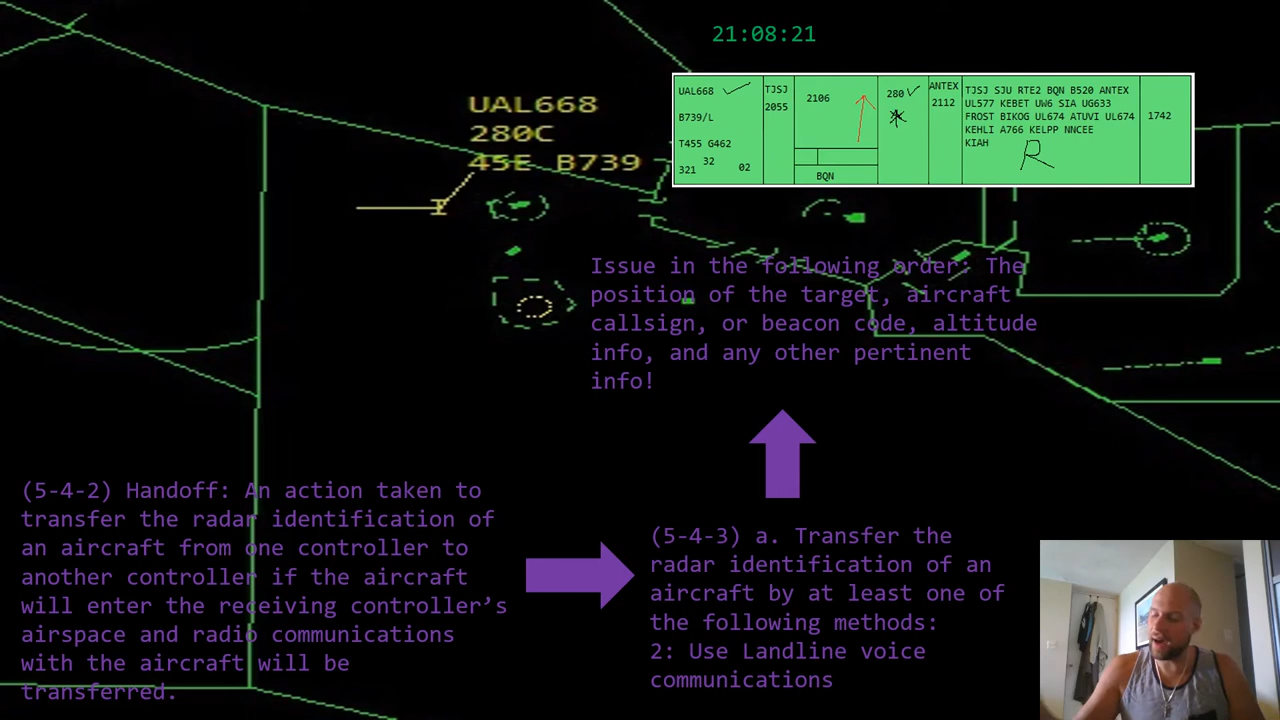 21:08:21
UAL668
280C
45E B739
UAL668
B739/L
T455 G462
32
321
02
TJSJ
2055
2106
BQN
280
ANTEX
2112
TJSJ SJU RTE2 BQN B520 ANTEX
UL577 KEBET UW6 SIA UG633
FROST BIKOG UL674 ATUVI UL674
KEHLI A766 KELPP NNCEE
KIAH
R
1742
Issue in the following order: The
position of the target, aircraft
callsign, or beacon code, altitude
info, and any other pertinent
info!
(5-4-2) Handoff: An action taken to
transfer the radar identification of
an aircraft from one controller to
another controller if the aircraft
will enter the receiving controller’s
airspace and radio communications
with the aircraft will be
transferred.
(5-4-3) a. Transfer the
radar identification of an
aircraft by at least one of
the following methods:
2: Use Landline voice
communications